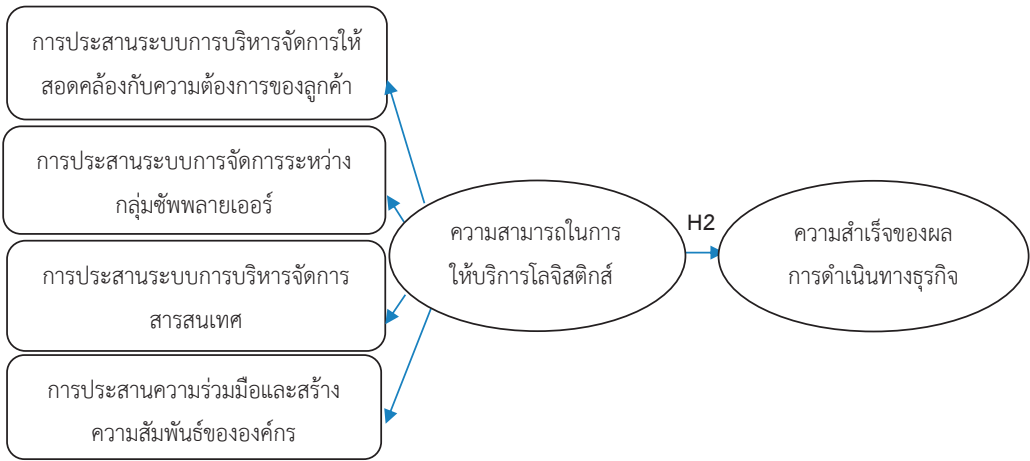 การประสานระบบการบริหารจัดการให้
สอดคล้องกับความต้องการของลูกค้า
การประสานระบบการจัดการระหว่าง
กลุ่มซัพพลายเออร์
การประสานระบบการบริหารจัดการ
สารสนเทศ
การประสานความร่วมมือและสร้าง
ความสัมพันธ์ขององค์กร
ความสามารถในการ
ให้บริการโลจิสติกส์
H2
ความสำเร็จของผล
การดำเนินทางธุรกิจ